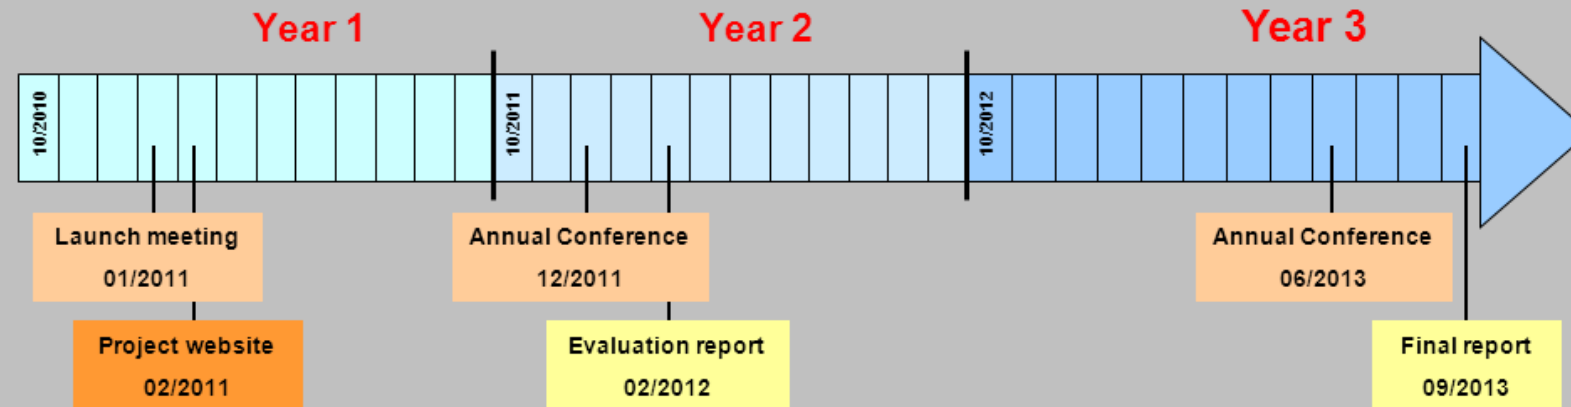 Year 1
Year 2
Year 3
10/2010
10/2011
10/2012
Launch meeting
01/2011
Annual Conference
12/2011
Annual Conference
06/2013
Project website
02/2011
Evaluation report
02/2012
Final report
09/2013